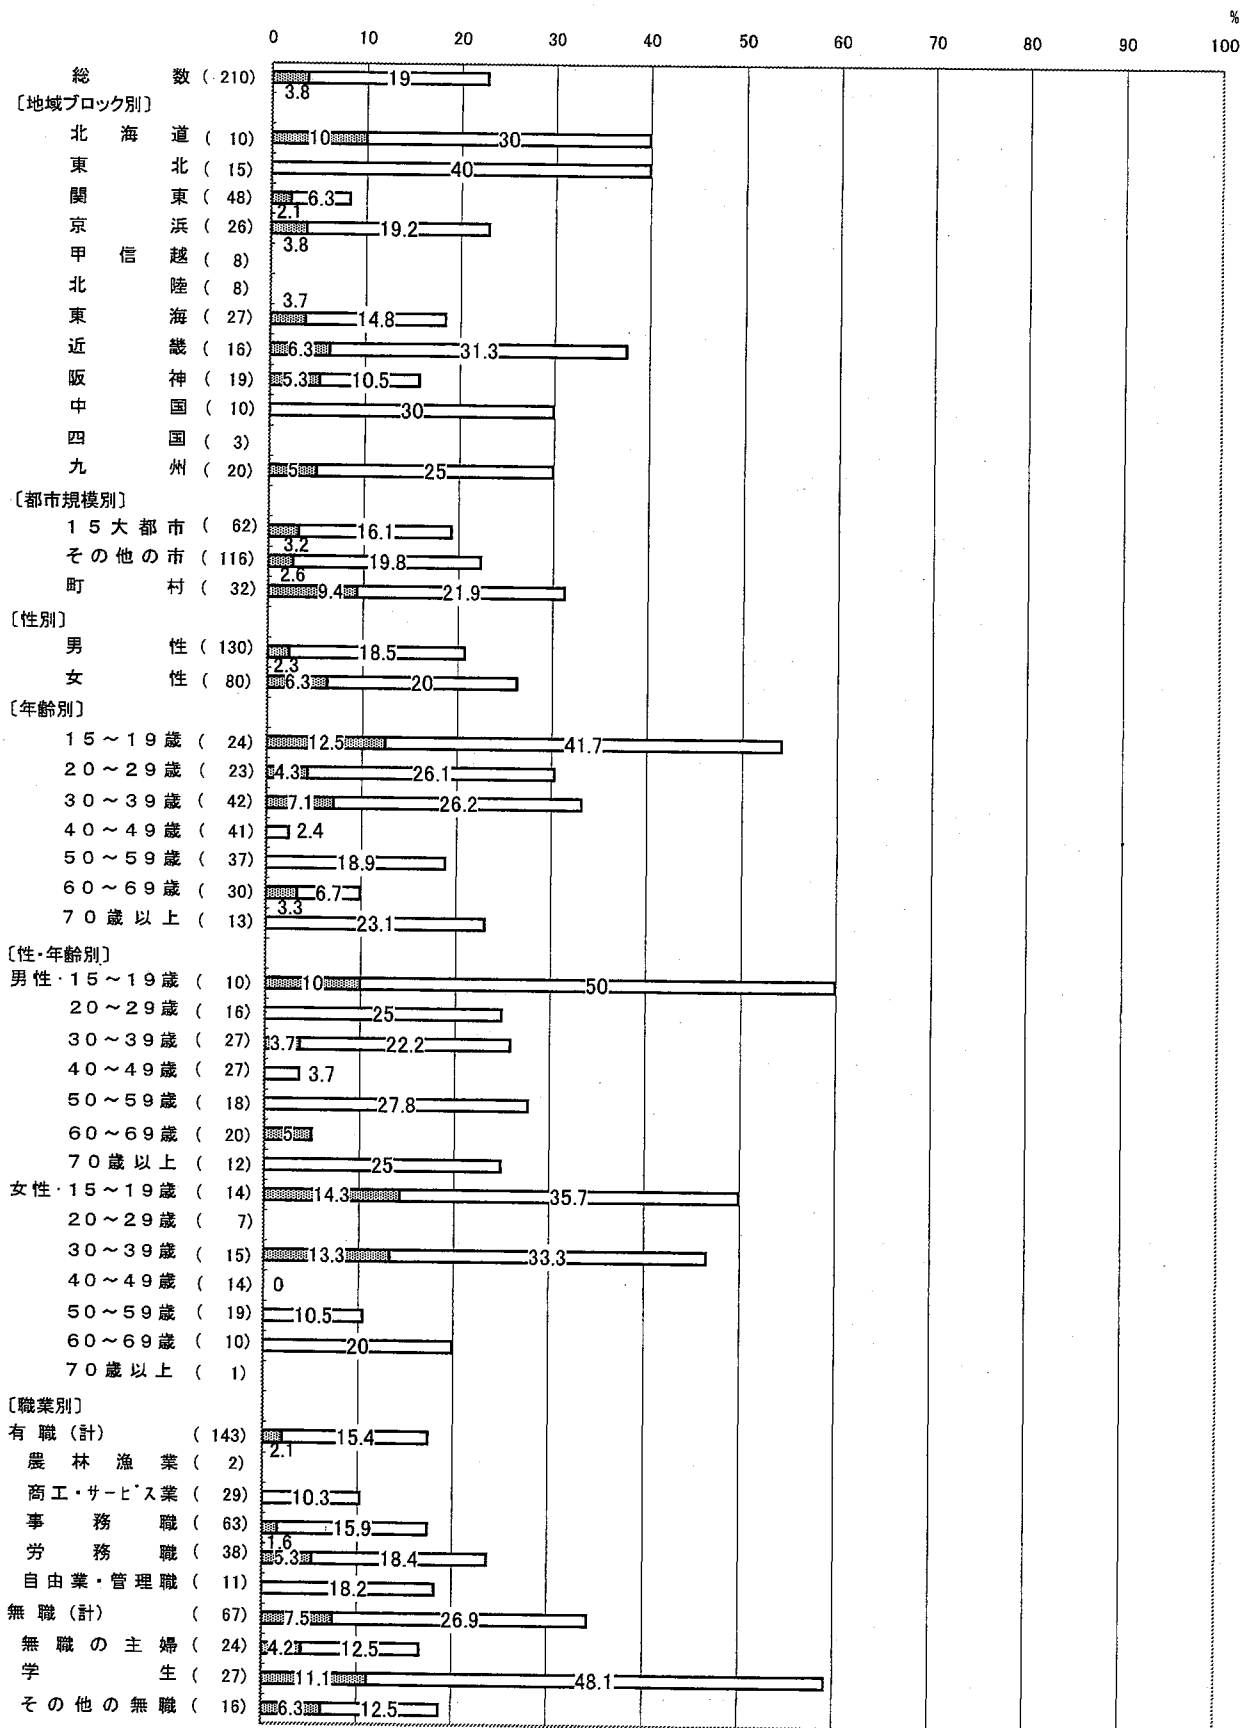 %
0 10 20 30 40 50 60 70 80 90 100
総 数 ( 210) 19
3.8
〔地域ブロック別〕
北 海 道 ( 10) 10 30
東 北 ( 15) 40
関 東 ( 48) 6.3
2.1
京 浜 ( 26) 19.2
3.8
甲 信 越 ( 8)
北 陸 ( 8)
3.7
東 海 ( 27) 14.8
近 畿 ( 16) 6.3 31.3
阪 神 ( 19) 5.3 10.5
中 国 ( 10) 30
四 国 ( 3)
九 州 ( 20) 5 25
〔都市規模別〕
15大都市 ( 62) 16.1
3.2
その他の市 ( 116) 19.8
2.6
町 村 ( 32) 9.4 21.9
〔性別〕
男 性 ( 130) 18.5
2.3
女 性 ( 80) 6.3 20
〔年齢別〕
15～19歳 ( 24) 12.5 41.7
20～29歳 ( 23) 4.3 26.1
30～39歳 ( 42) 7.1 26.2
40～49歳 ( 41) 2.4
50～59歳 ( 37) 18.9
60～69歳 ( 30) 6.7
3.3
70歳以上 ( 13) 23.1
〔性・年齢別〕
男性・15～19歳 ( 10) 10 50
20～29歳 ( 16) 25
30～39歳 ( 27) 3.7 22.2
40～49歳 ( 27) 3.7
50～59歳 ( 18) 27.8
60～69歳 ( 20) 5
70歳以上 ( 12) 25
女性・15～19歳 ( 14) 14.3 35.7
20～29歳 ( 7)
30～39歳 ( 15) 13.3 33.3
40～49歳 ( 14) 0
50～59歳 ( 19) 10.5
60～69歳 ( 10) 20
70歳以上 ( 1)
〔職業別〕
有職(計) ( 143) 15.4
2.1
農 林 漁 業 ( 2)
商工・サービス業 ( 29) 10.3
事 務 職 ( 63) 15.9
1.6
労 務 職 ( 38) 5.3 18.4
自由業・管理職 ( 11) 18.2
無職(計) ( 67) 7.5 26.9
無職の主婦 ( 24) 4.2 12.5
学 生 ( 27) 11.1 48.1
その他の無職 ( 16) 6.3 12.5